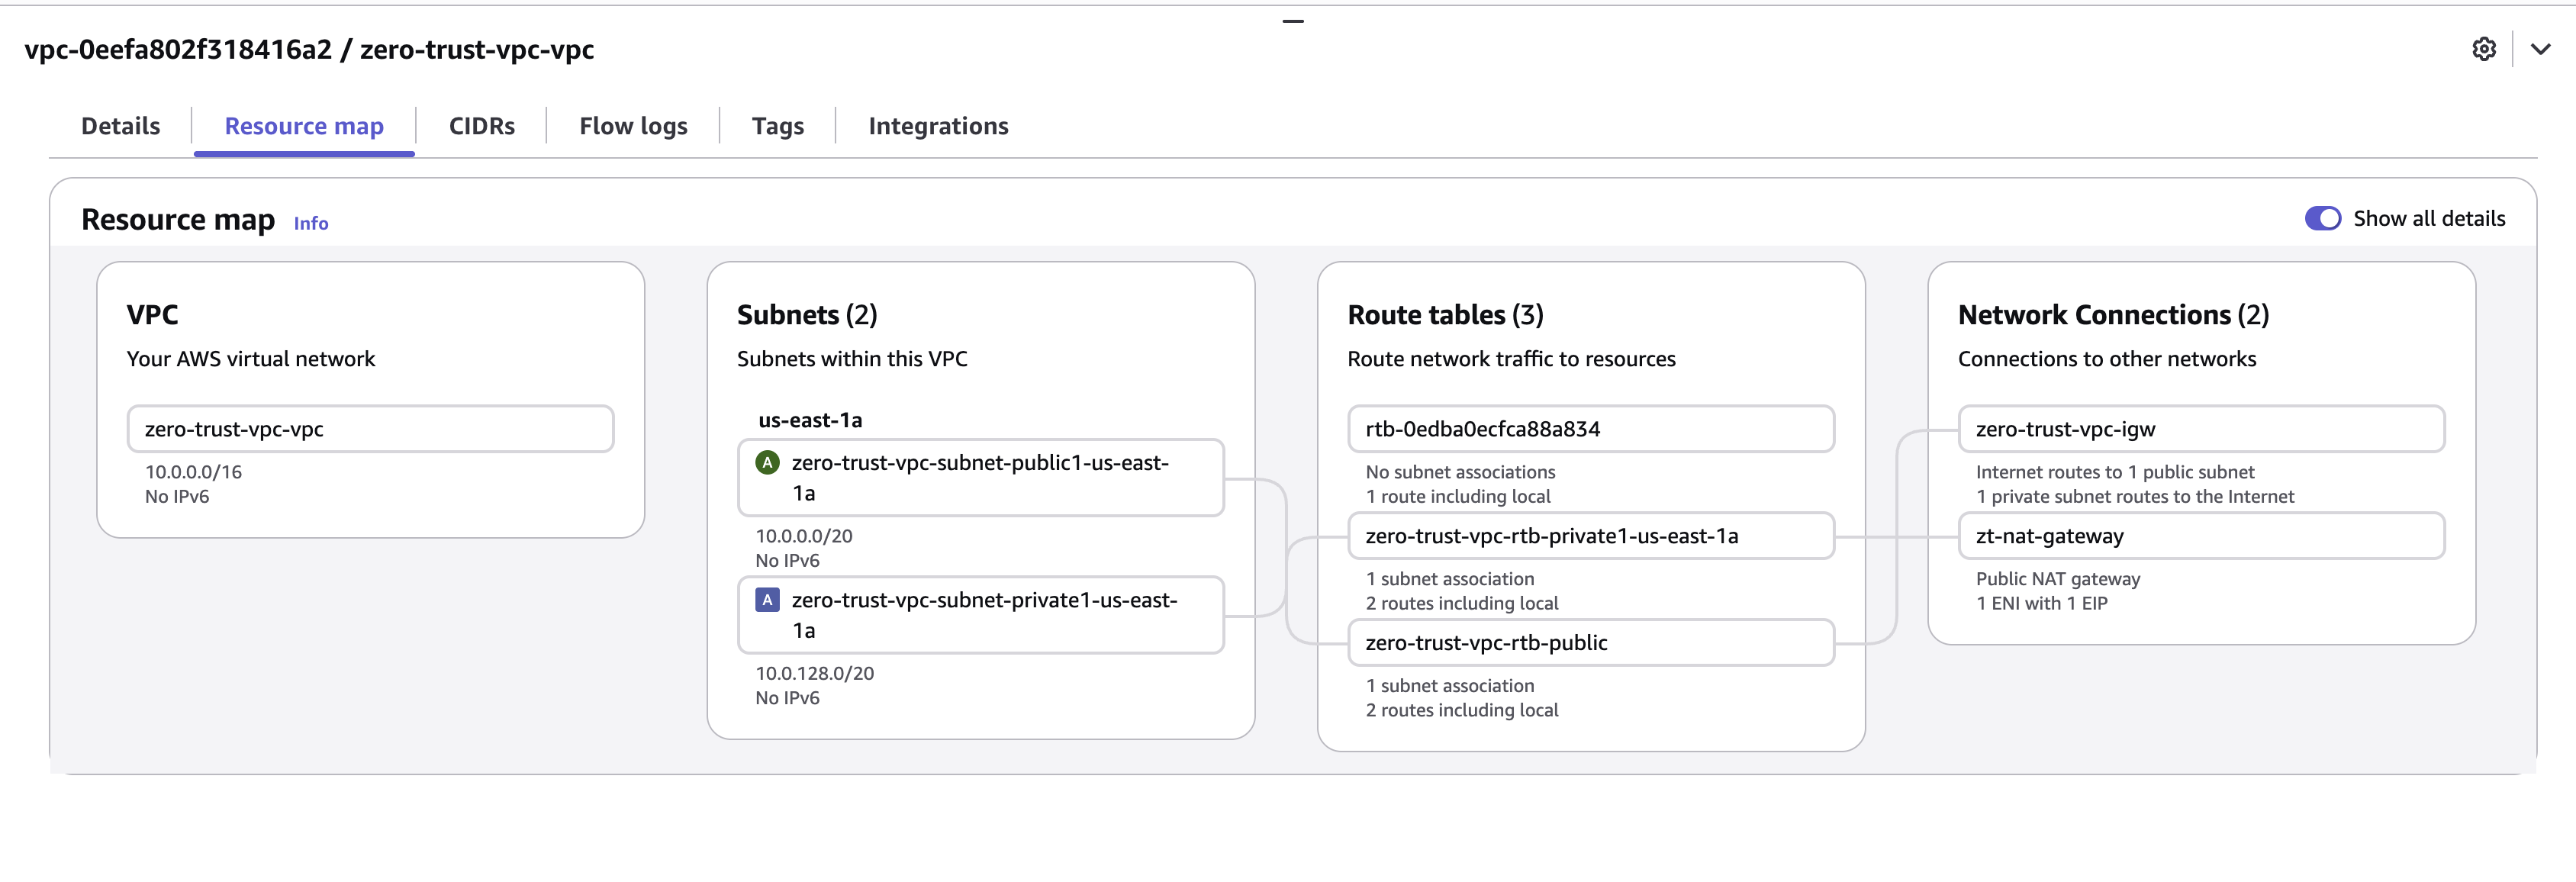 vpc-0eefa802f318416a2 / zero-trust-vpc-vpc
Details
Resource map
CIDRs
Flow logs
Tags
Integrations
Resource map
Info
Show all details
VPC
Your AWS virtual network
zero-trust-vpc-vpc
10.0.0.0/16
No IPv6
Subnets (2)
Subnets within this VPC
us-east-1a
A
zero-trust-vpc-subnet-public1-us-east-
1a
10.0.0.0/20
No IPv6
A
zero-trust-vpc-subnet-private1-us-east-
1a
10.0.128.0/20
No IPv6
Route tables (3)
Route network traffic to resources
rtb-0edba0ecfca88a834
No subnet associations
1 route including local
zero-trust-vpc-rtb-private1-us-east-1a
1 subnet association
2 routes including local
zero-trust-vpc-rtb-public
1 subnet association
2 routes including local
Network Connections (2)
Connections to other networks
zero-trust-vpc-igw
Internet routes to 1 public subnet
1 private subnet routes to the Internet
zt-nat-gateway
Public NAT gateway
1 ENI with 1 EIP